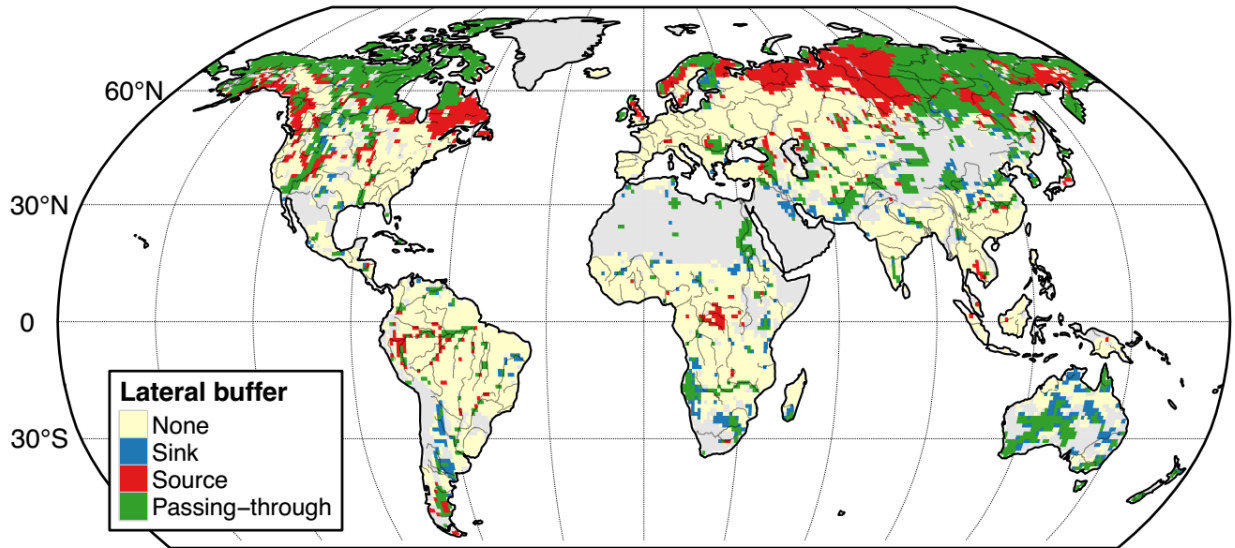 60°N
30°N
0
30°S
Lateral buffer
None
Sink
Source
Passing−through